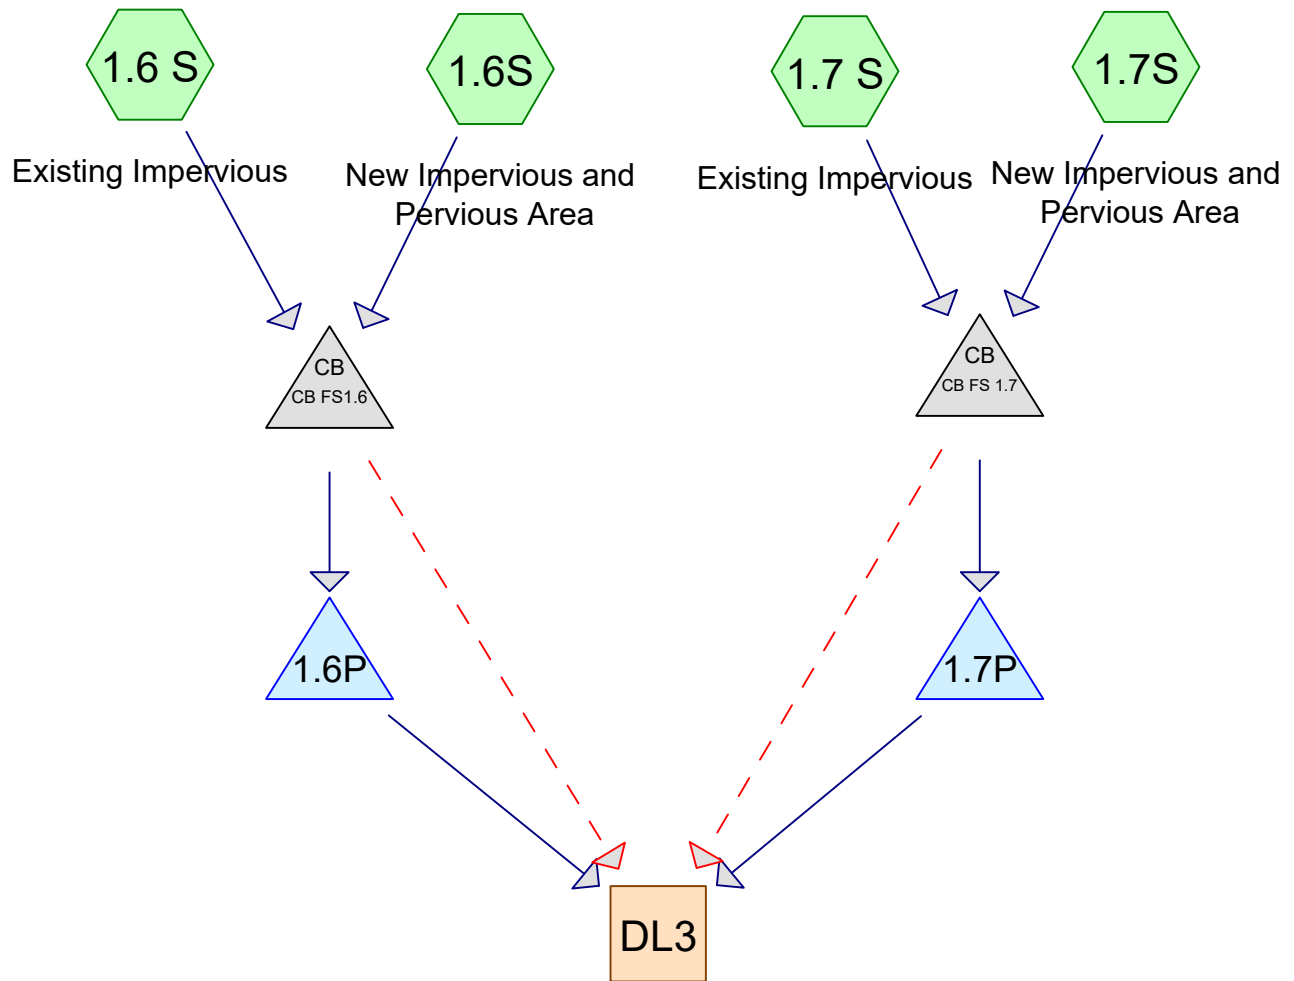 1.6 S
1.6S
1.7 S
1.7S
Existing Impervious
New Impervious and
Pervious Area
Existing Impervious
New Impervious and
Pervious Area
CB
CB FS1.6
CB
CB FS 1.7
1.6P
1.7P
DL3